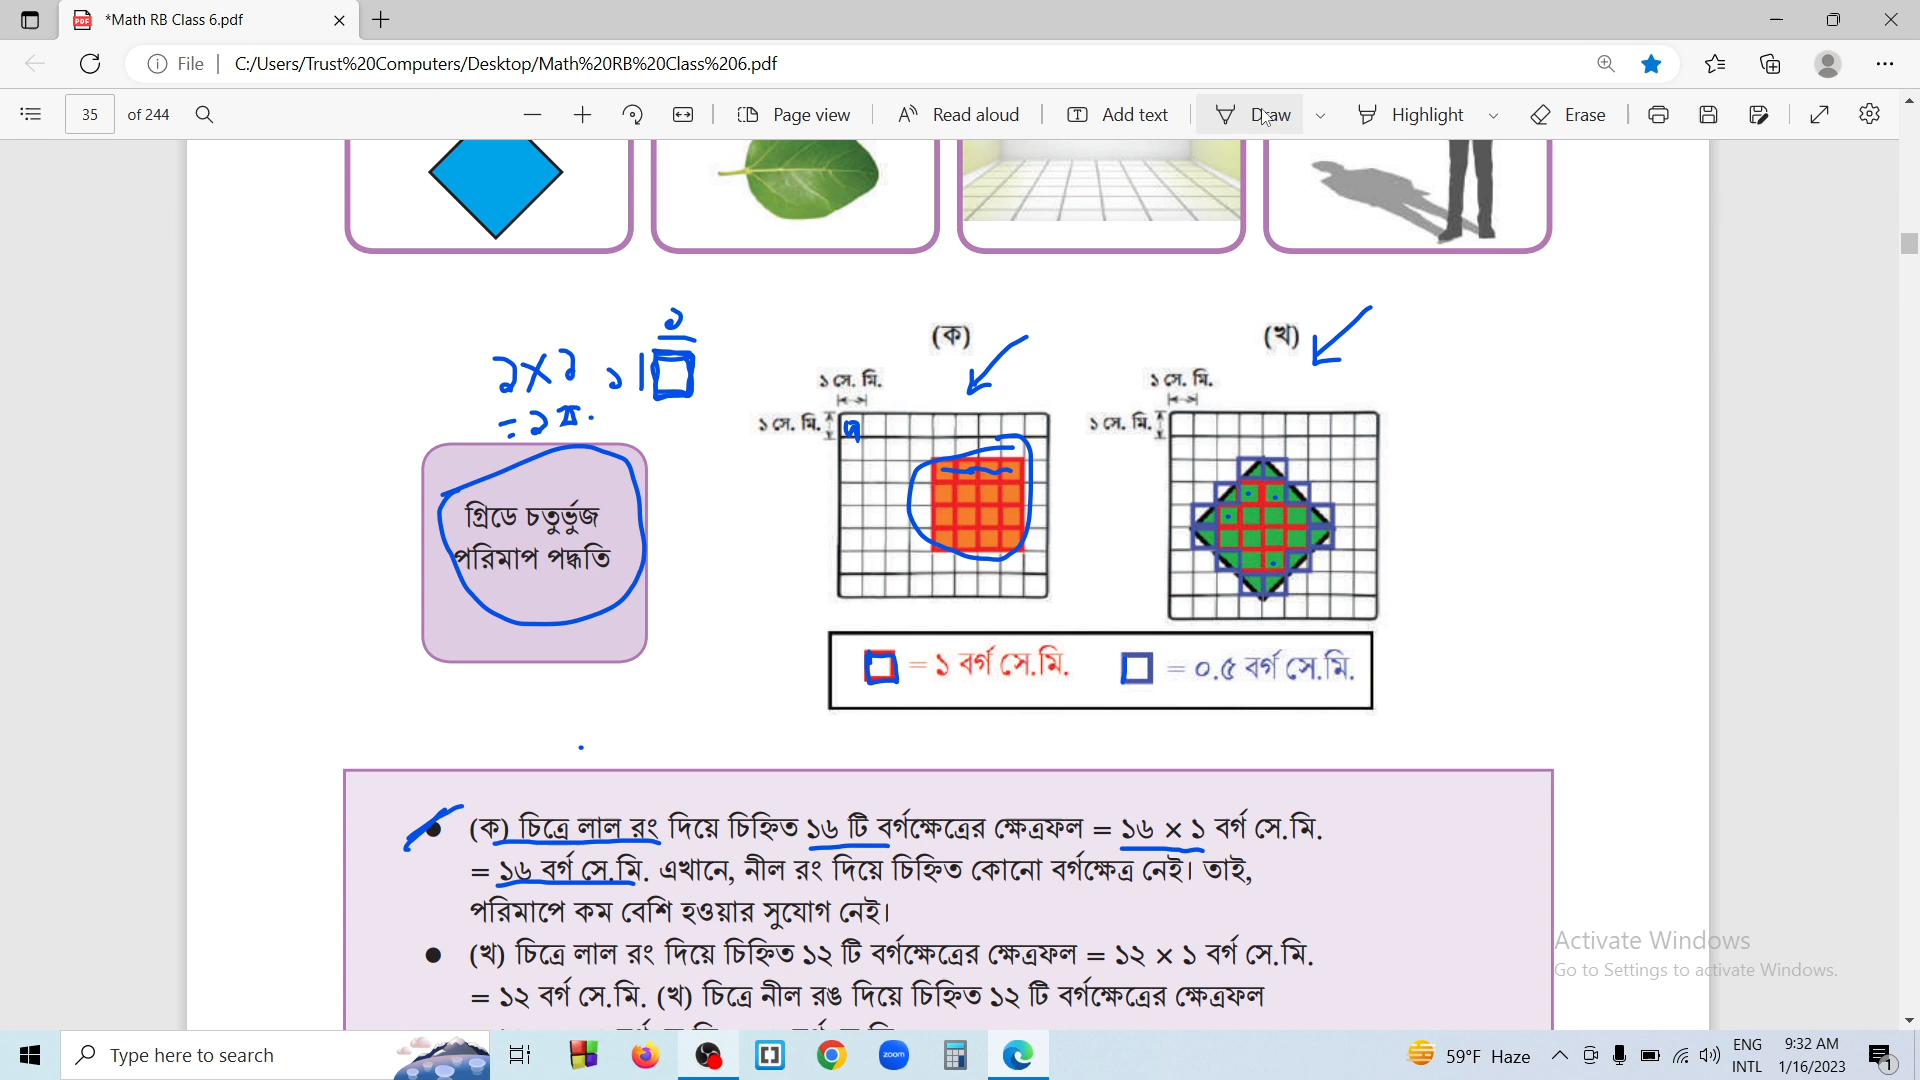 *Math RB Class 6.pdf
File
C:/Users/Trust%20Computers/Desktop/Math%20RB%20Class%206.pdf
35 of 244
Page view
Read aloud
Add text
Draw
Highlight
Erase
(ক)
(খ)
১ সে. মি.
১ সে. মি.
১ সে. মি.
১ সে. মি.
গ্রিডে চতুর্ভুজ
পরিমাপ পদ্ধতি
= ১ বর্গ সে.মি.
= ০.৫ বর্গ সে.মি.
(ক) চিত্রে লাল রং দিয়ে চিহ্নিত ১৬ টি বর্গক্ষেত্রের ক্ষেত্রফল = ১৬ × ১ বর্গ সে.মি.
= ১৬ বর্গ সে.মি. এখানে, নীল রং দিয়ে চিহ্নিত কোনো বর্গক্ষেত্র নেই। তাই,
পরিমাপে কম বেশি হওয়ার সুযোগ নেই।
(খ) চিত্রে লাল রং দিয়ে চিহ্নিত ১২ টি বর্গক্ষেত্রের ক্ষেত্রফল = ১২ × ১ বর্গ সে.মি.
= ১২ বর্গ সে.মি. (খ) চিত্রে নীল রঙ দিয়ে চিহ্নিত ১২ টি বর্গক্ষেত্রের ক্ষেত্রফল
Activate Windows
Go to Settings to activate Windows.
Type here to search
zoom
59°F Haze
ENG
INTL
9:32 AM
1/16/2023
1